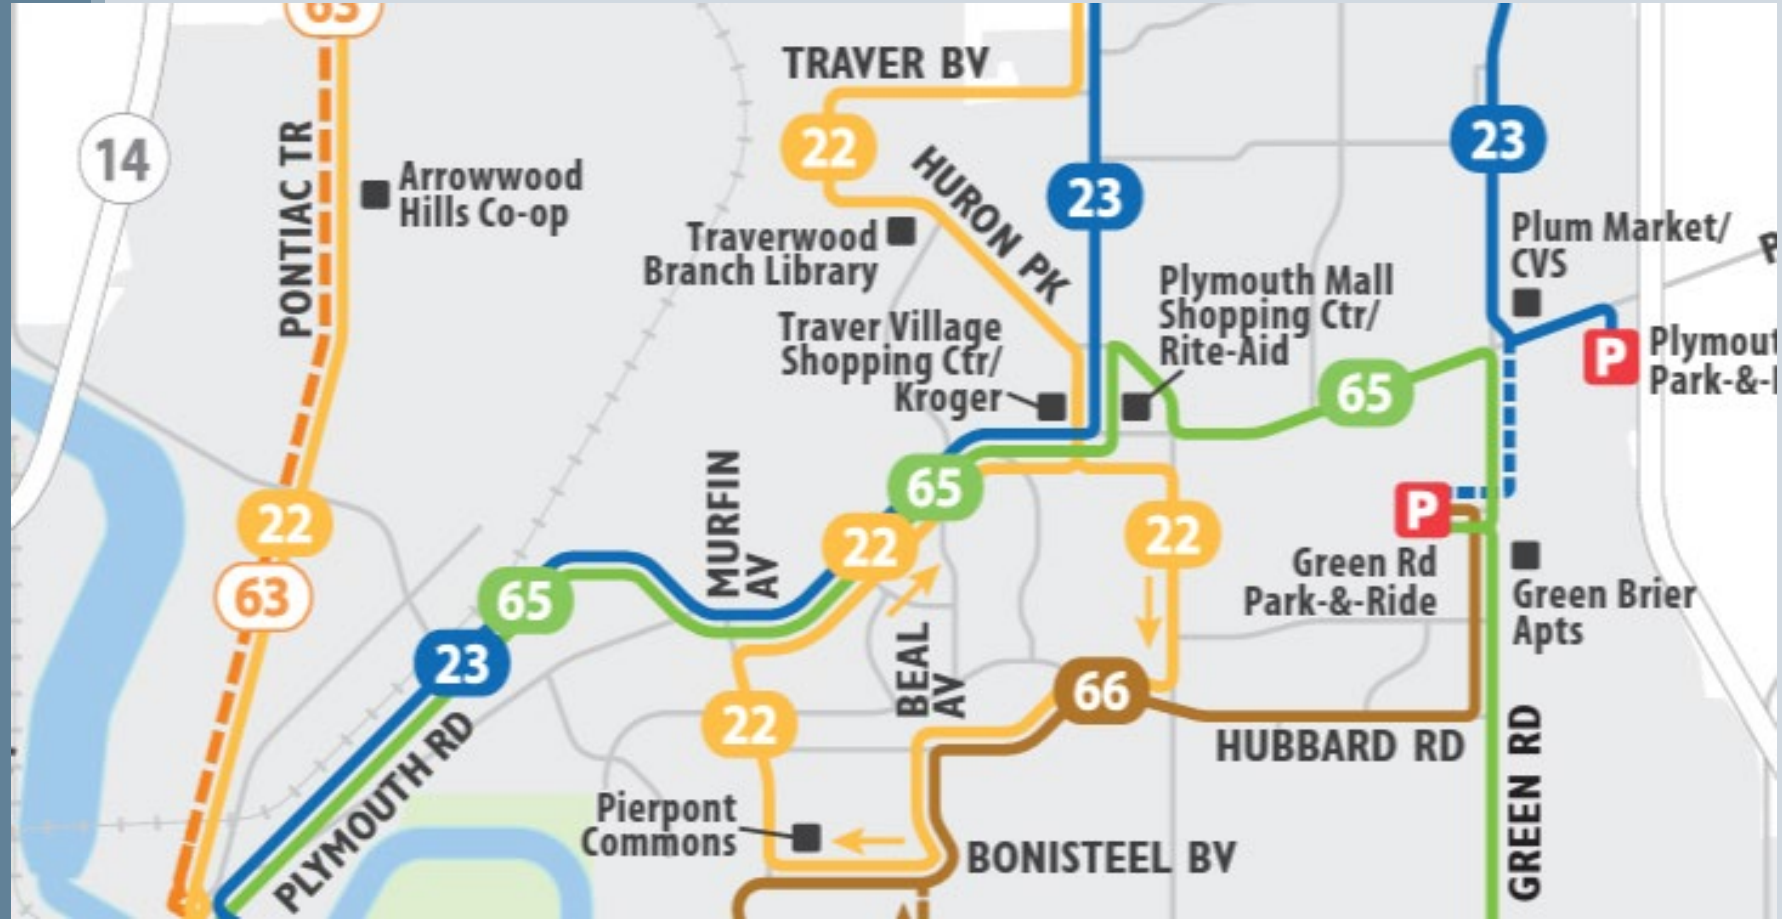 63
TRAVER BV
14
22
23
23
PONTIAC TR
Arrowwood
Hills Co-op
HURON PK
Traverwood
Branch Library
Plum Market/
CVS
Plymouth Mall
Shopping Ctr/
Rite-Aid
Traver Village
Shopping Ctr/
Kroger
P
65
MURFIN
AV
65
22
22
22
P
Green Rd
Park-&-Ride
Green Brier
Apts
63
65
23
BEAL
AV
66
22
HUBBARD RD
PLYMOUTH RD
GREEN RD
Pierpont
Commons
BONISTEEL BV